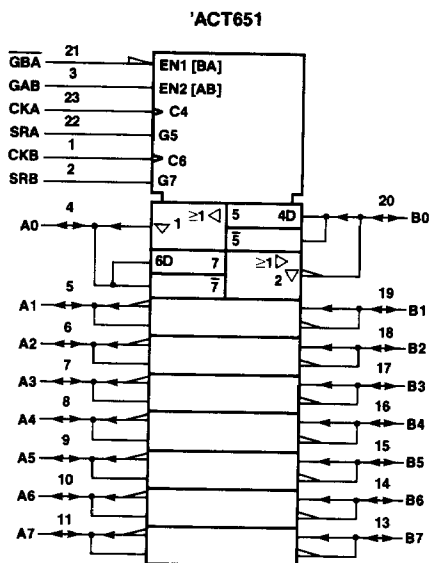 'ACT651
21
GBA EN1 [BA]
3
GAB EN2 [AB]
23
CKA C4
22
SRA G5
1
CKB C6
2
SRB G7
4 20
A0 1 ≥1 ◁ 5 4D B0
5
6D 7 ≥1 ▷
7 2
5 19
A1 B1
6 18
A2 B2
7 17
A3 B3
8 16
A4 B4
9 15
A5 B5
10 14
A6 B6
11 13
A7 B7